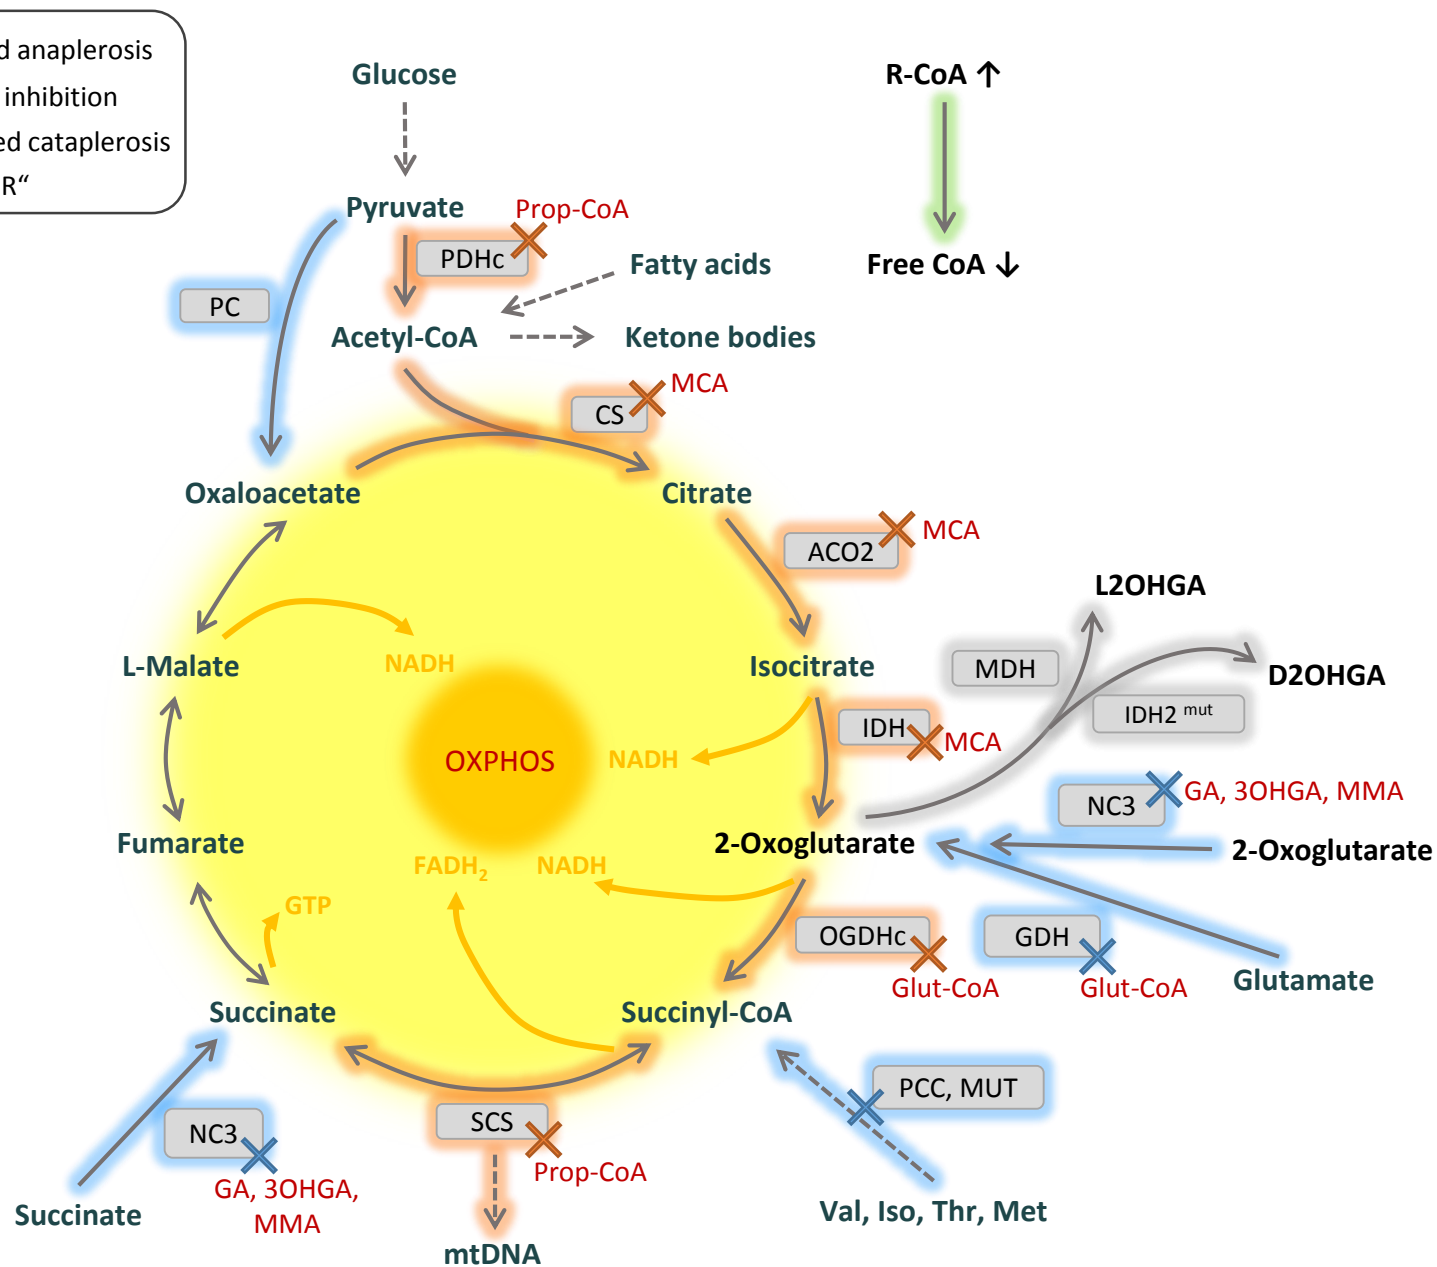 d anaplerosis
inhibition
ed cataplerosis
R“
Glucose
R-CoA ↑
Pyruvate
Prop-CoA
PDHc
Fatty acids
Free CoA ↓
PC
Acetyl-CoA
Ketone bodies
MCA
CS
Oxaloacetate
Citrate
MCA
ACO2
L2OHGA
L-Malate
NADH
Isocitrate
MDH
D2OHGA
IDH
IDH2 mut
MCA
OXPHOS
NADH
NC3
GA, 3OHGA, MMA
Fumarate
2-Oxoglutarate
2-Oxoglutarate
FADH2
NADH
GTP
OGDHc
GDH
Glut-CoA
Glut-CoA
Glutamate
Succinate
Succinyl-CoA
PCC, MUT
SCS
NC3
Prop-CoA
GA, 3OHGA,
MMA
Succinate
Val, Iso, Thr, Met
mtDNA